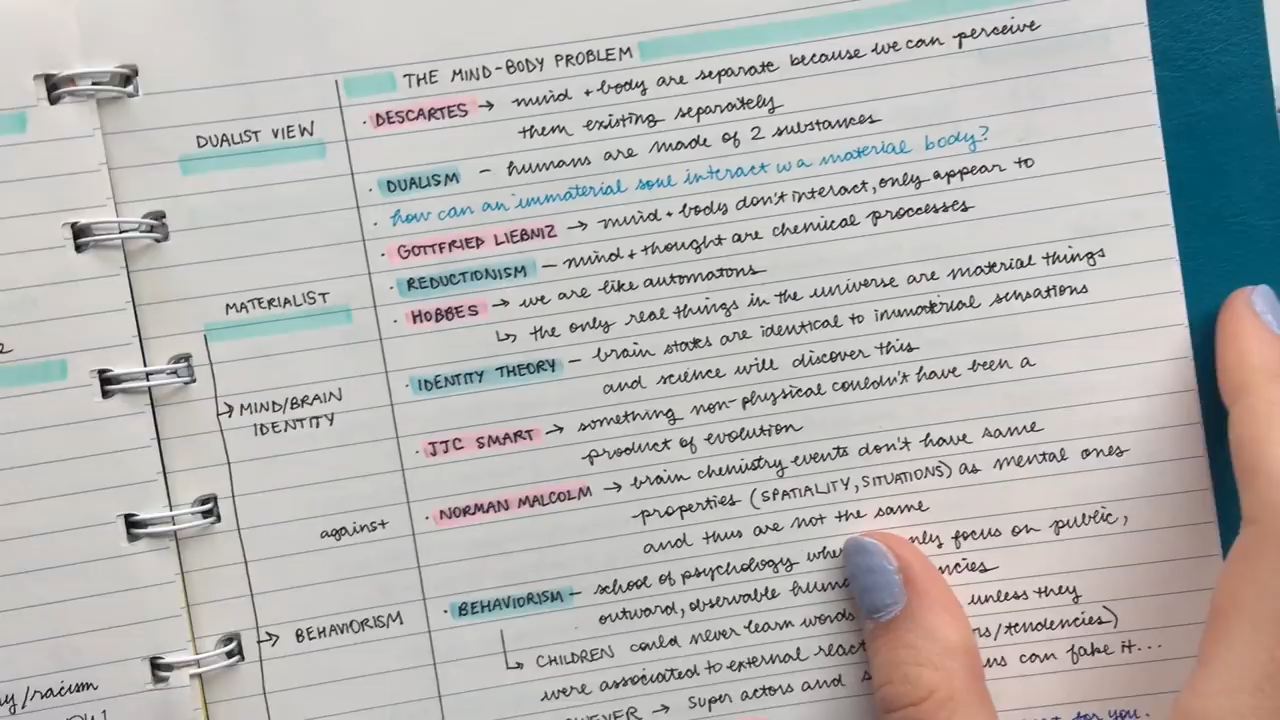 THE MIND-BODY PROBLEM
DUALIST VIEW
· DESCARTES → mind + body are separate because we can perceive
them existing separately
· DUALISM – humans are made of 2 substances
· how can an immaterial soul interact w a material body?
· GOTTFRIED LIEBNIZ → mind + body don't interact, only appear to
MATERIALIST
· REDUCTIONISM – mind + thought are chemical proccesses
· HOBBES → we are like automatons
↳ the only real things in the universe are material things
→ MIND/BRAIN
IDENTITY
· IDENTITY THEORY – brain states are identical to immaterial sensations
and science will discover this
· JJC SMART → something non-physical couldn't have been a
product of evolution
against
· NORMAN MALCOLM → brain chemistry events don't have same
properties (SPATIALITY, SITUATIONS) as mental ones
and thus are not the same
→ BEHAVIORISM
· BEHAVIORISM – school of psychology only focus on public,
outward, observable
↳ CHILDREN could never learn words unless they
were associated to external /tendencies)
→ super actors and can fake it...
for you.
2
/racism